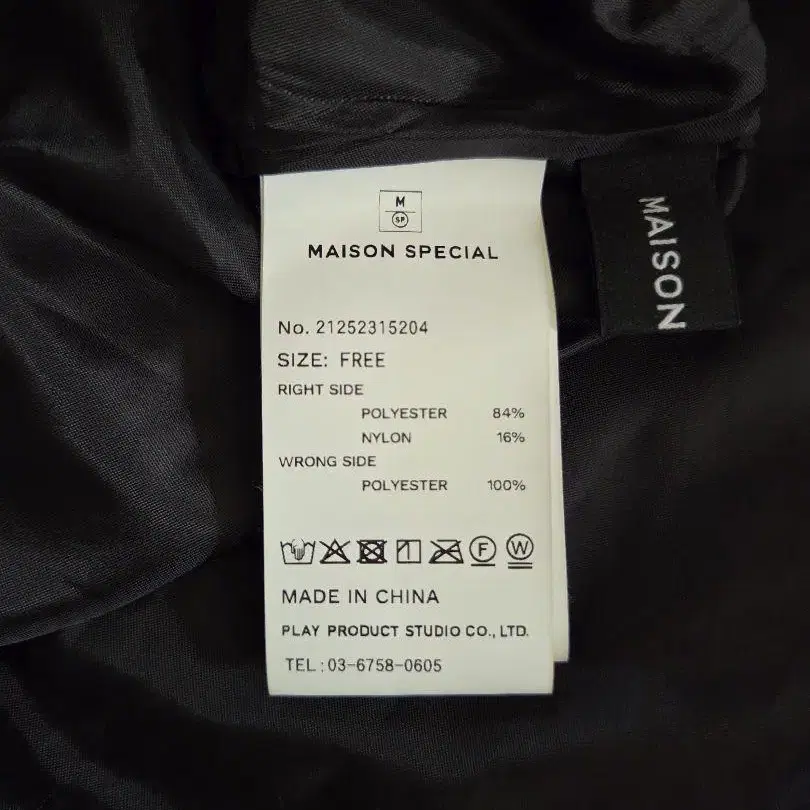 M
SP
MAISON SPECIAL
No. 21252315204
SIZE: FREE
RIGHT SIDE
POLYESTER 84%
NYLON 16%
WRONG SIDE
POLYESTER 100%
F W
MADE IN CHINA
PLAY PRODUCT STUDIO CO., LTD.
TEL : 03-6758-0605
MAISON